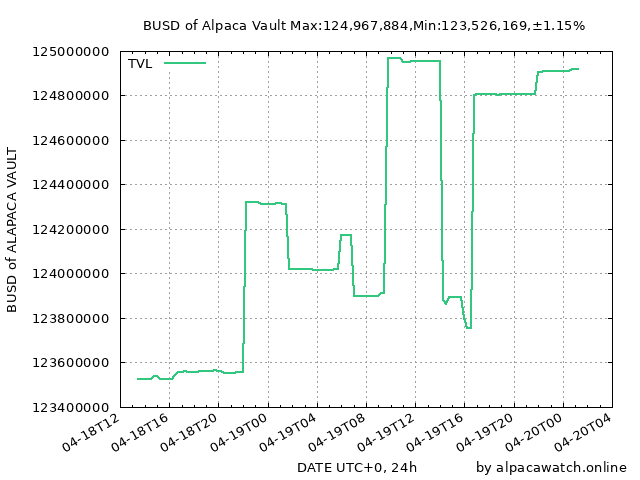 BUSD of Alpaca Vault Max:124,967,884,Min:123,526,169,±1.15%
TVL
125000000
124800000
124600000
124400000
124200000
124000000
123800000
123600000
123400000
BUSD of ALAPACA VAULT
04-18T12
04-18T16
04-18T20
04-19T00
04-19T04
04-19T08
04-19T12
04-19T16
04-19T20
04-20T00
04-20T04
DATE UTC+0, 24h
by alpacawatch.online